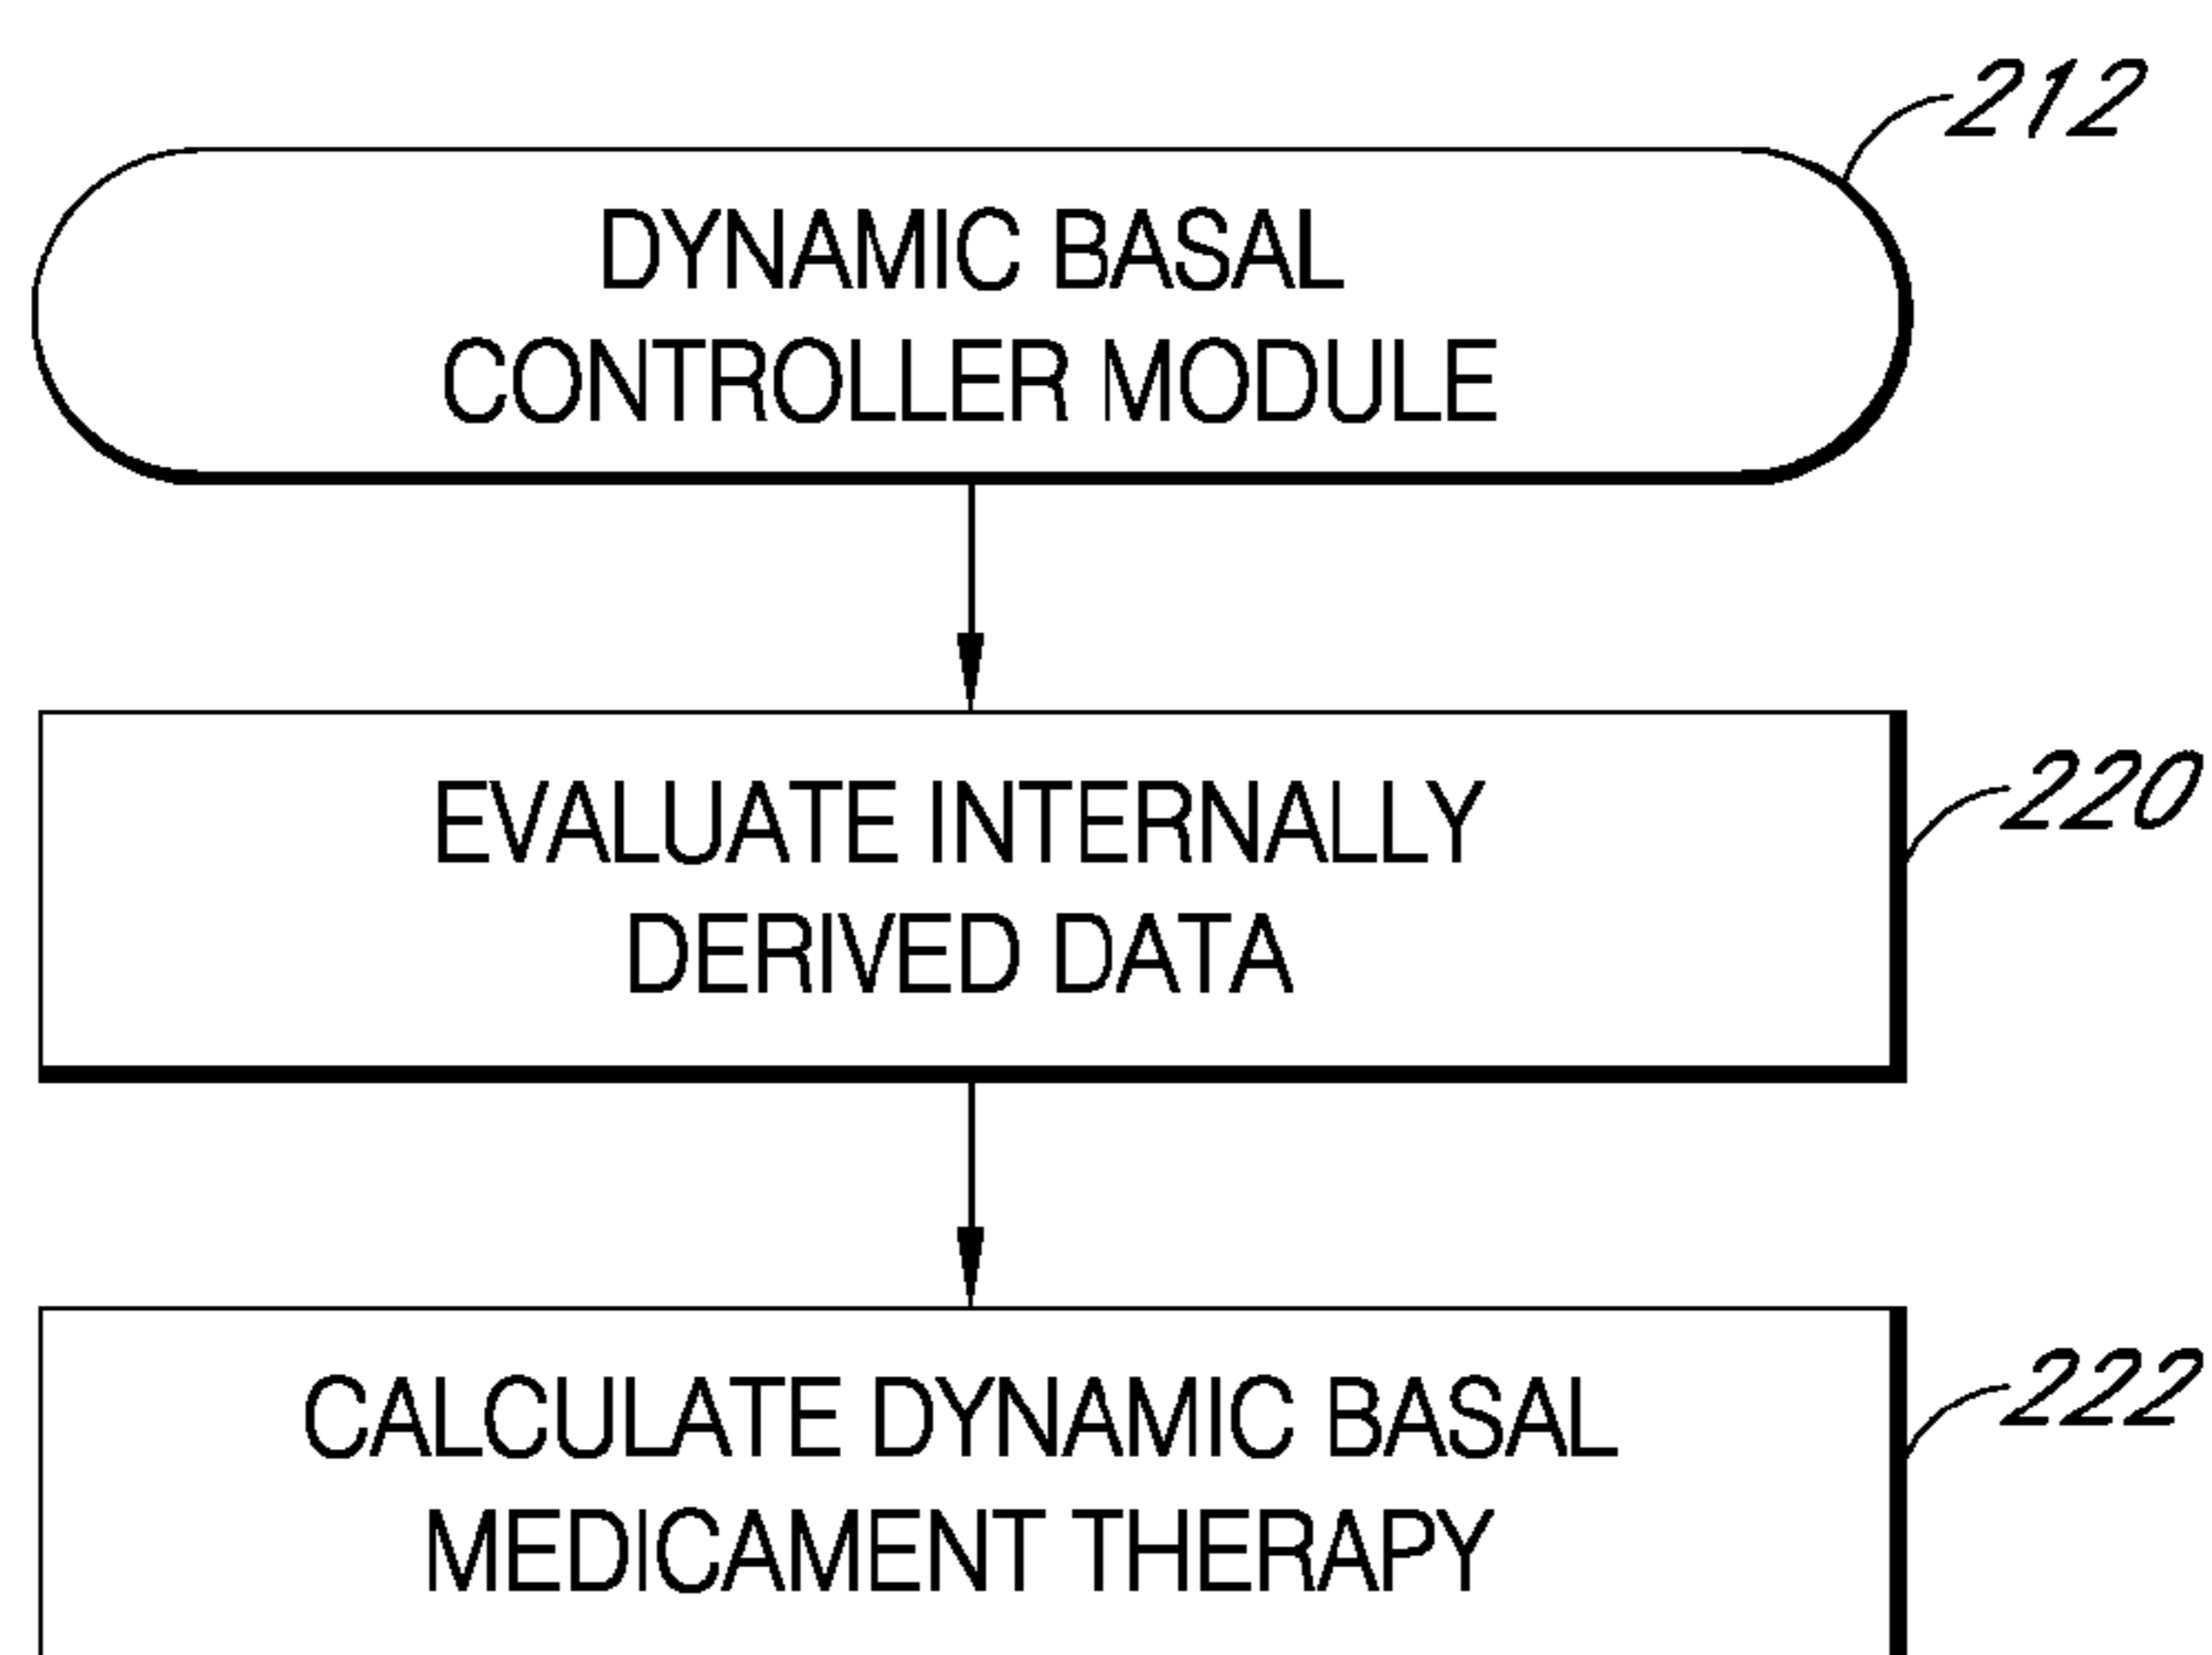 212
DYNAMIC BASAL
CONTROLLER MODULE
EVALUATE INTERNALLY
DERIVED DATA
220
CALCULATE DYNAMIC BASAL
MEDICAMENT THERAPY
222